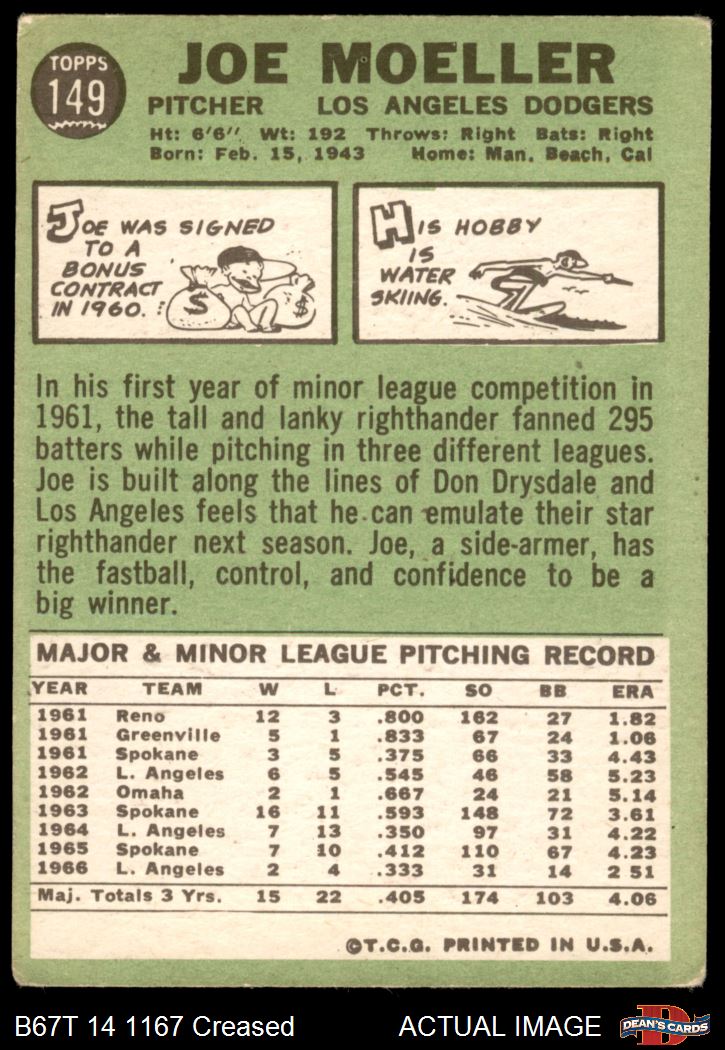 TOPPS
149
JOE MOELLER
PITCHER LOS ANGELES DODGERS
Ht: 6'6" Wt: 192 Throws: Right Bats: Right
Born: Feb. 15, 1943 Home: Man. Beach, Cal
JOE WAS SIGNED
TO A
BONUS
CONTRACT
IN 1960.
$ $
HIS HOBBY
IS
WATER
SKIING.
In his first year of minor league competition in
1961, the tall and lanky righthander fanned 295
batters while pitching in three different leagues.
Joe is built along the lines of Don Drysdale and
Los Angeles feels that he can emulate their star
righthander next season. Joe, a side-armer, has
the fastball, control, and confidence to be a
big winner.
MAJOR & MINOR LEAGUE PITCHING RECORD
YEAR TEAM W L PCT. SO BB ERA
1961 Reno 12 3 .800 162 27 1.82
1961 Greenville 5 1 .833 67 24 1.06
1961 Spokane 3 5 .375 66 33 4.43
1962 L. Angeles 6 5 .545 46 58 5.23
1962 Omaha 2 1 .667 24 21 5.14
1963 Spokane 16 11 .593 148 72 3.61
1964 L. Angeles 7 13 .350 97 31 4.22
1965 Spokane 7 10 .412 110 67 4.23
1966 L. Angeles 2 4 .333 31 14 2 51
Maj. Totals 3 Yrs. 15 22 .405 174 103 4.06
©T.C.G. PRINTED IN U.S.A.
B67T 14 1167 Creased ACTUAL IMAGE
D
DEAN'S CARDS